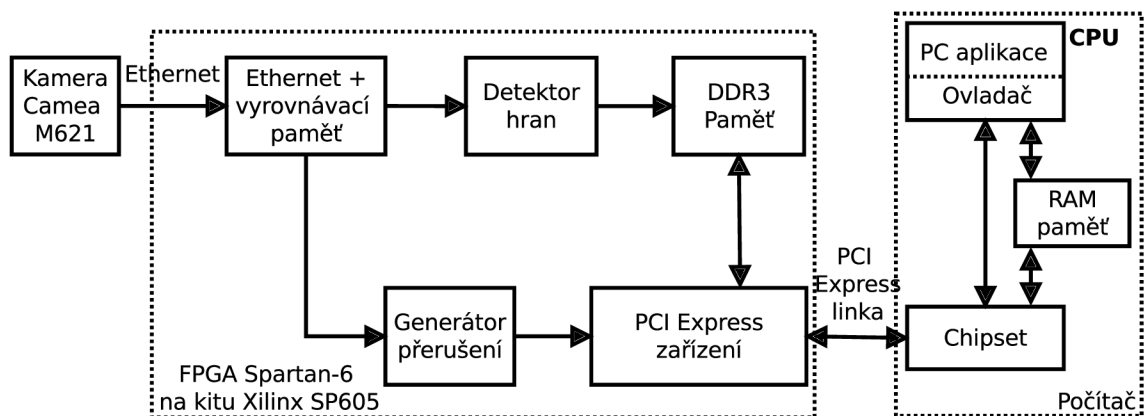 Kamera
Camea
M621
Ethernet
Ethernet +
vyrovnávací
paměť
Detektor
hran
DDR3
Paměť
CPU
PC aplikace
Ovladač
RAM
paměť
PCI
Express
linka
Generátor
přerušení
PCI Express
zařízení
Chipset
FPGA Spartan-6
na kitu Xilinx SP605
Počítač